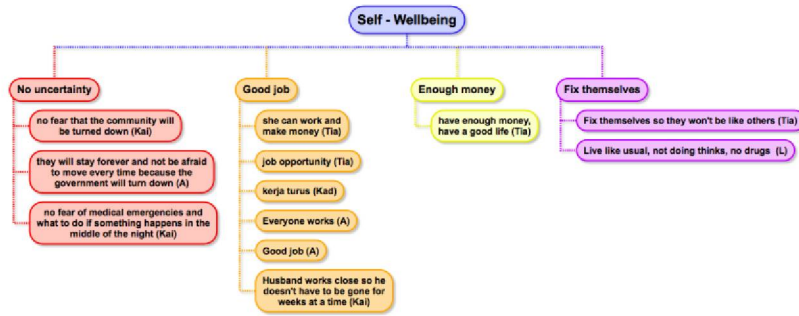 Self - Wellbeing
No uncertainty
no fear that the community
will be turned down (Kai)
they will stay forever and not be afraid
to move every time because the
government will turn down (A)
no fear of medical emergencies and
what to do if something happens in the
middle of the night (Kai)
Good job
she can work and
make money (Tia)
job opportunity (Tia)
kerja turus (Kad)
Everyone works (A)
Good job (A)
Husband works close so he
doesn't have to be gone for
weeks at a time (Kai)
Enough money
have enough money,
have a good life (Tia)
Fix themselves
Fix themselves so they won't be like others (Tia)
Live like usual, not doing thinks, no drugs (L)